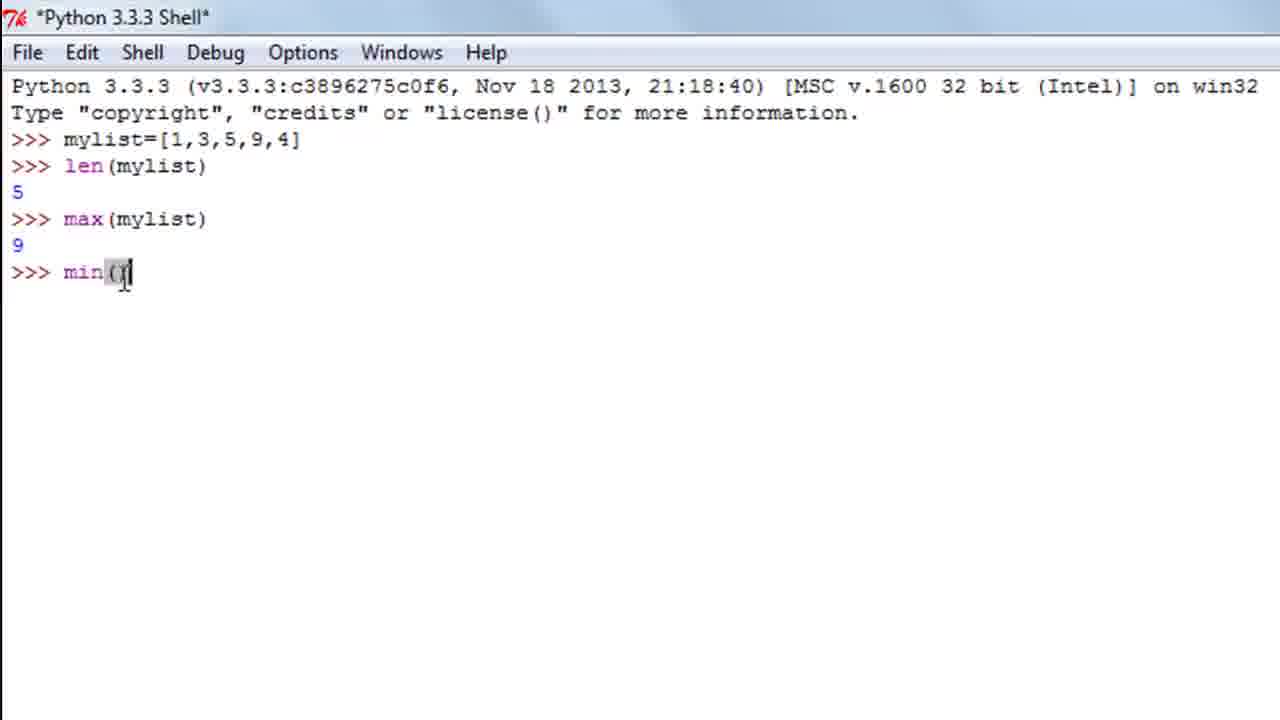 *Python 3.3.3 Shell*
File Edit Shell Debug Options Windows Help
Python 3.3.3 (v3.3.3:c3896275c0f6, Nov 18 2013, 21:18:40) [MSC v.1600 32 bit (Intel)] on win32
Type "copyright", "credits" or "license()" for more information.
>>> mylist=[1,3,5,9,4]
>>> len(mylist)
5
>>> max(mylist)
9
>>> min()